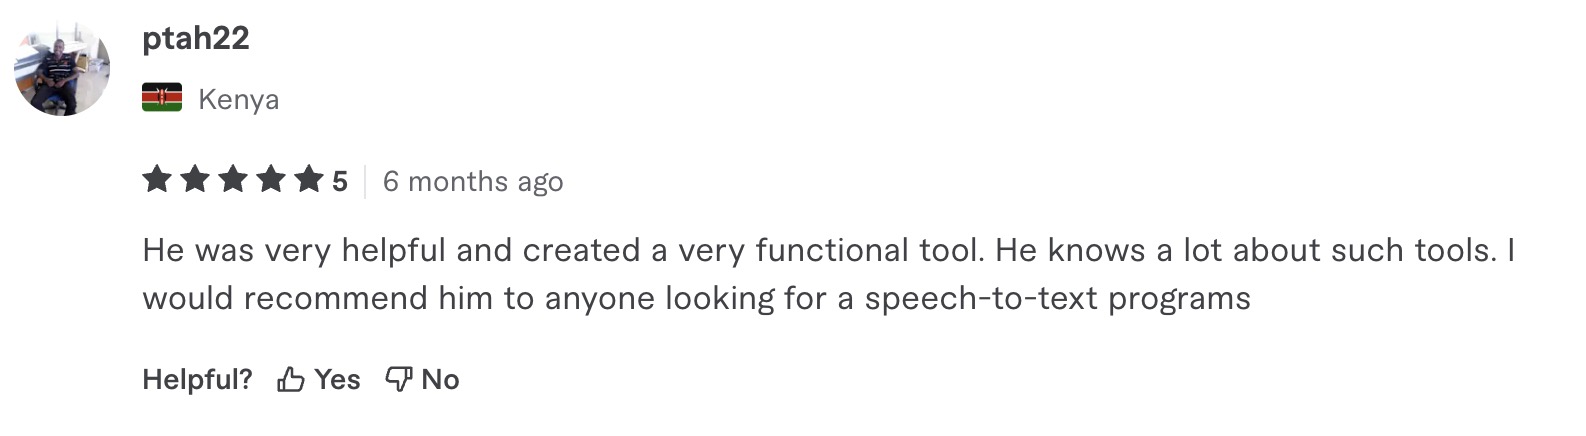 ptah22
Kenya
5 6 months ago
He was very helpful and created a very functional tool. He knows a lot about such tools. I
would recommend him to anyone looking for a speech-to-text programs
Helpful? Yes No